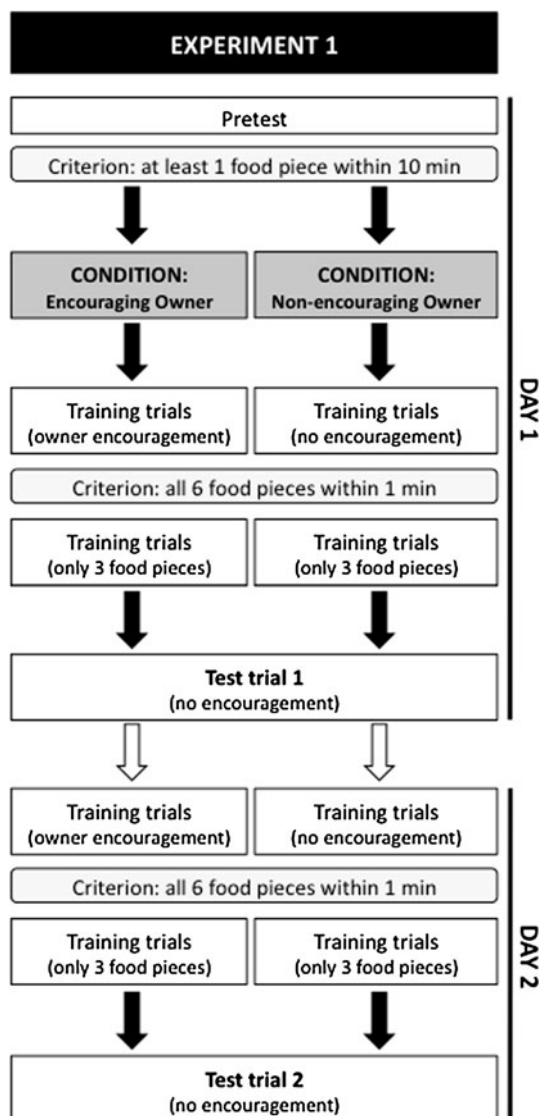 EXPERIMENT 1
Pretest
Criterion: at least 1 food piece within 10 min
CONDITION:
Encouraging Owner
CONDITION:
Non-encouraging Owner
Training trials
(owner encouragement)
Training trials
(no encouragement)
Criterion: all 6 food pieces within 1 min
Training trials
(only 3 food pieces)
Training trials
(only 3 food pieces)
Test trial 1
(no encouragement)
DAY 1
Training trials
(owner encouragement)
Training trials
(no encouragement)
Criterion: all 6 food pieces within 1 min
Training trials
(only 3 food pieces)
Training trials
(only 3 food pieces)
Test trial 2
(no encouragement)
DAY 2